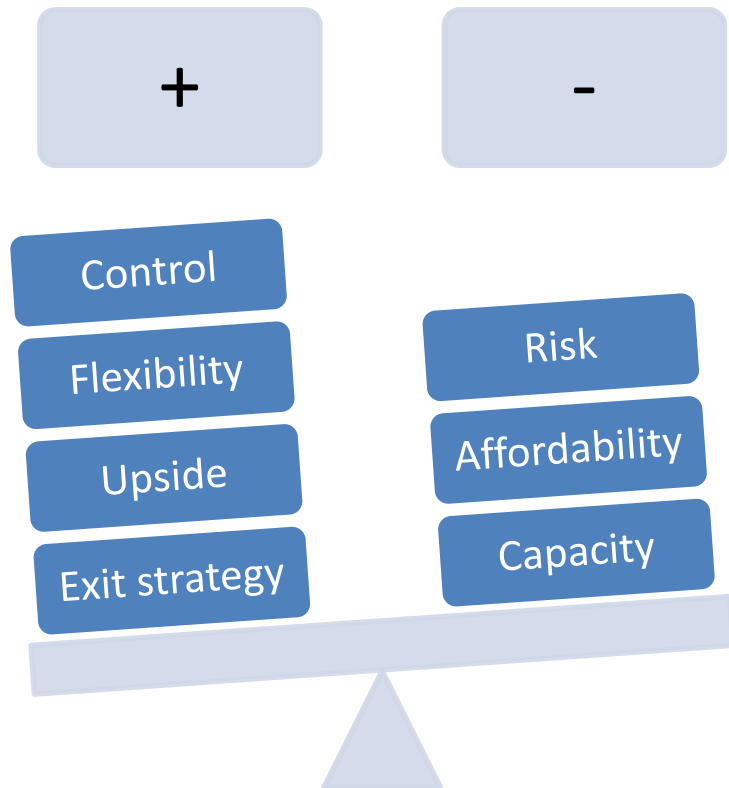 +
-
Control
Flexibility
Upside
Exit strategy
Risk
Affordability
Capacity